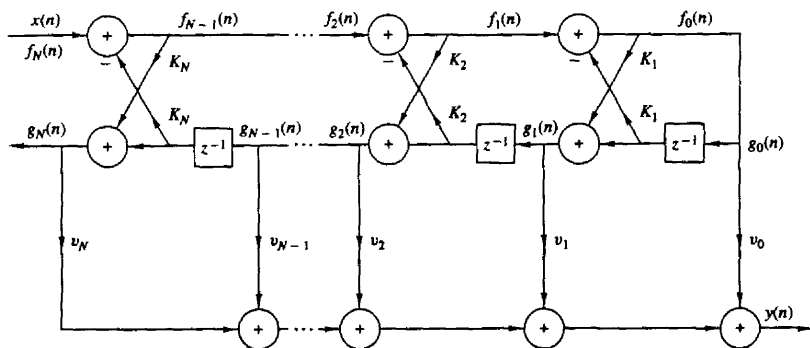 x(n) f_{N-1}(n) f_2(n) f_1(n) f_0(n)
+ ... + +
f_N(n) − K_N − K_2 − K_1
K_N K_2 K_1
g_N(n) g_{N-1}(n) g_2(n) g_1(n) g_0(n)
+ z^{-1} ... + z^{-1} + z^{-1}
v_N v_{N-1} v_2 v_1 v_0
y(n)
+ ... + + +